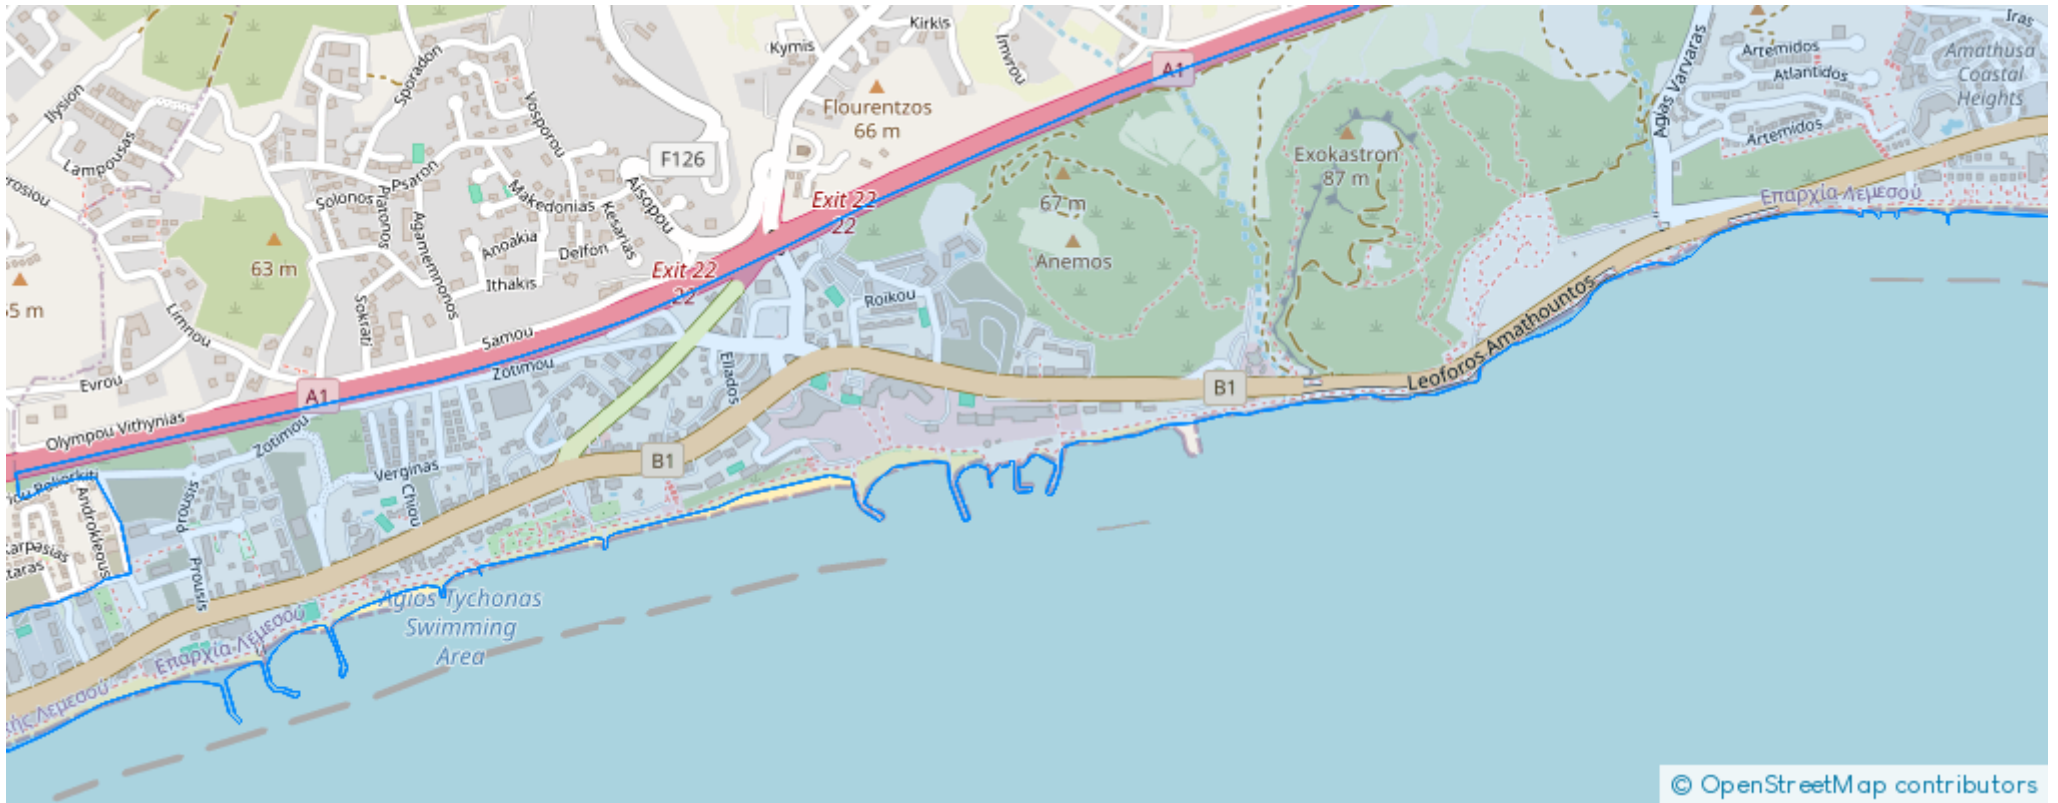 Kirkis
Kymis
Imvrou
A1
Iras
Artemidos
Amathusa
Coastal
Heights
Atlantidos
Agias Varvaras
Artemidos
Sporadon
Ilysion
Vosporou
Flourentzos
66 m
F126
Lampousas
Exokastron
87 m
Psaron
Solonos
Platonos
Makedonias
Aisopou
Exit 22
22
67 m
Επαρχία Λεμεσού
Agamemnonos
Kesarias
Anoakia
Delfon
63 m
Anemos
Exit 22
22
Ithakis
Sokrati
Roikou
Limnou
Samou
Leoforos Amathountos
Zotimou
Eliados
Evrou
A1
B1
Olympou Vithynias
Zotimou
B1
Verginas
Chiou
Androkleous
Prousis
Karpasias
Prousis
Agios Tychonas
Swimming
Area
Επαρχία Λεμεσού
Λεμεσού
© OpenStreetMap contributors